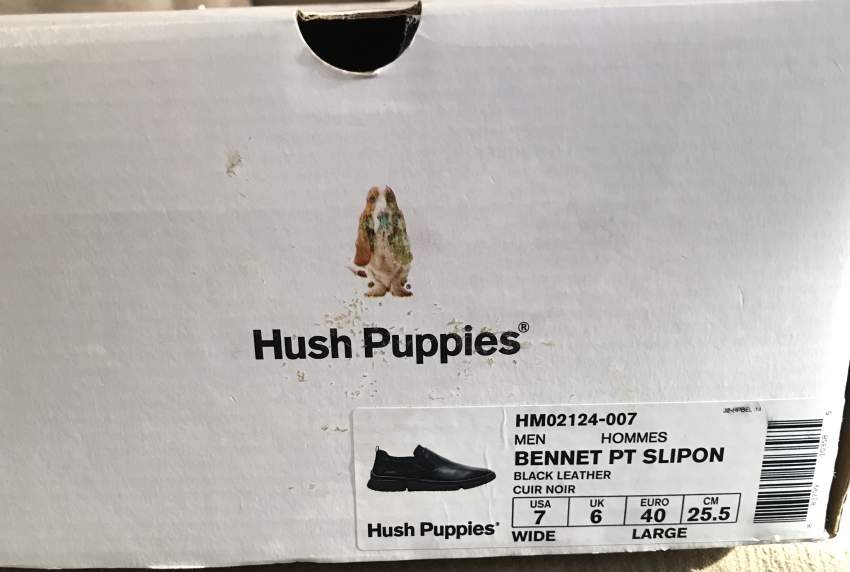 Hush Puppies®
HM02124-007
MEN HOMMES
BENNET PT SLIPON
BLACK LEATHER
CUIR NOIR
USA UK EURO CM
7 6 40 25.5
WIDE LARGE
Hush Puppies